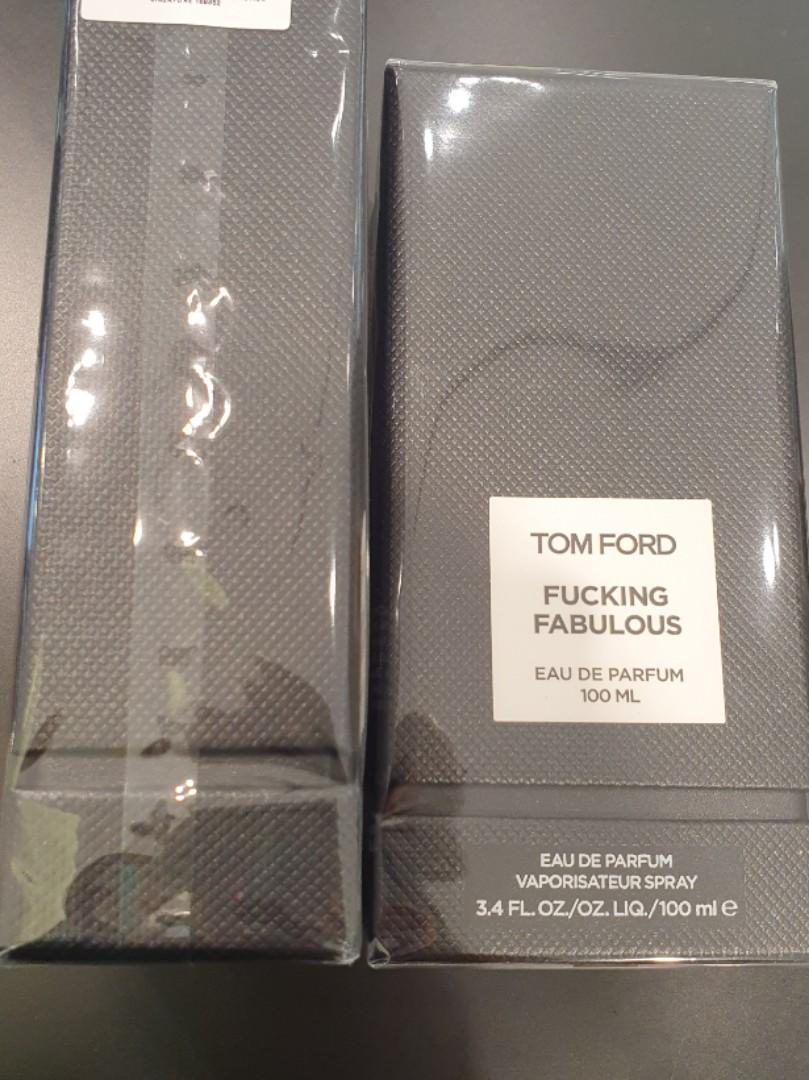 TOM FORD
FUCKING
FABULOUS
EAU DE PARFUM
100 ML
EAU DE PARFUM
VAPORISATEUR SPRAY
3.4 FL. OZ./OZ. LIQ./100 ml ℮